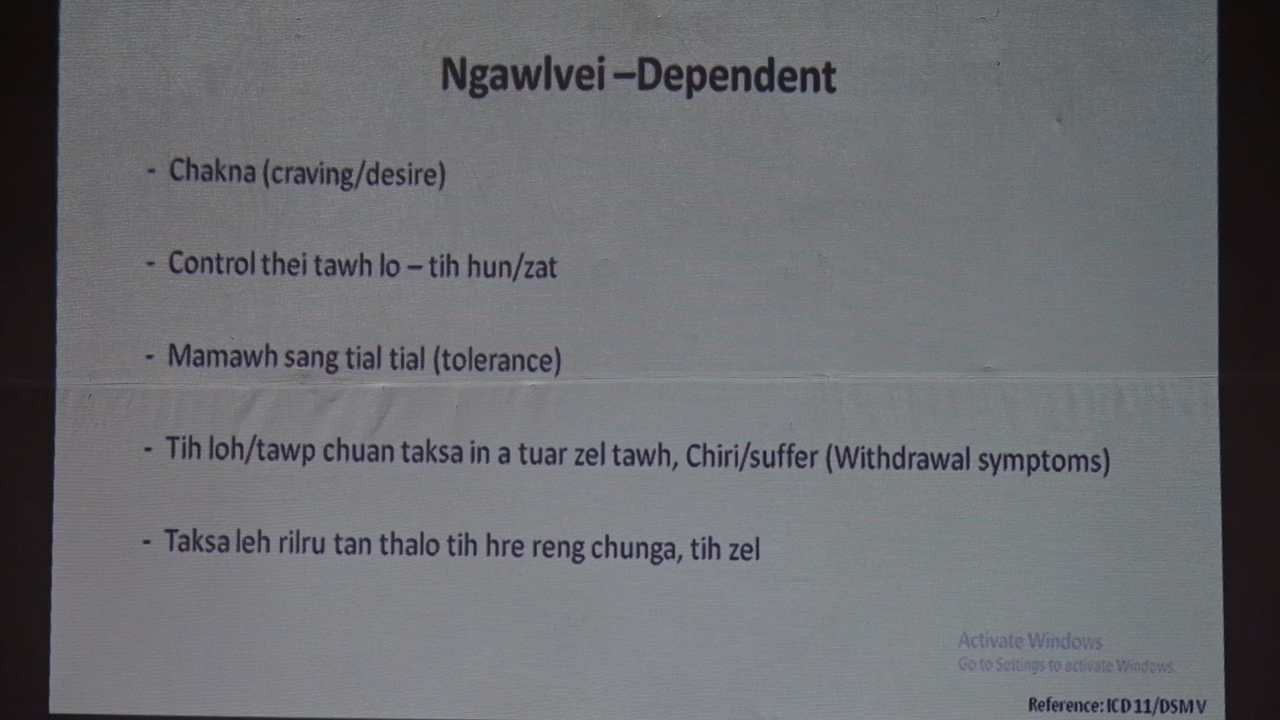 Ngawlvei –Dependent
- Chakna (craving/desire)
- Control thei tawh lo – tih hun/zat
- Mamawh sang tial tial (tolerance)
- Tih loh/tawp chuan taksa in a tuar zel tawh, Chiri/suffer (Withdrawal symptoms)
- Taksa leh rilru tan thalo tih hre reng chunga, tih zel
Activate Windows
Go to Settings to activate Windows.
Reference: ICD 11/DSM V